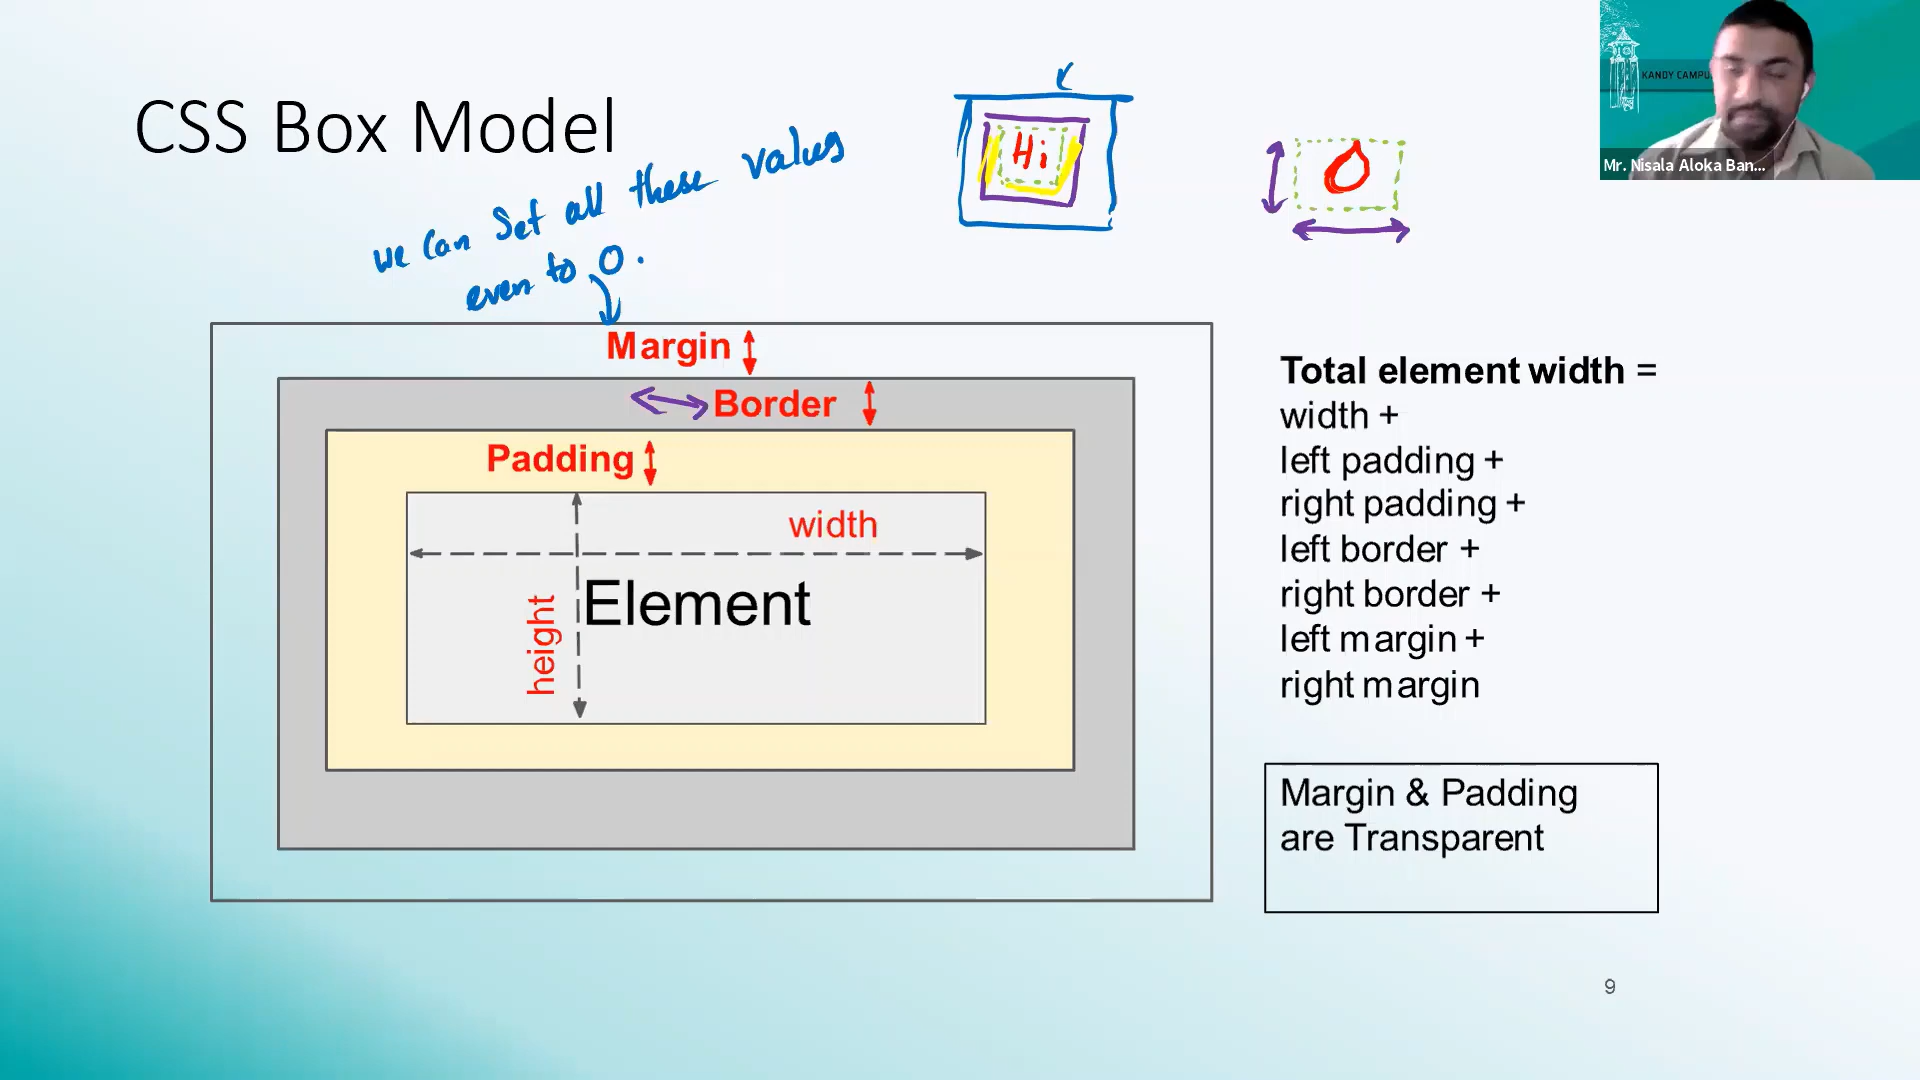 CSS Box Model
we can set all these values
even to 0.
Hi
O
KANDY CAMPU
Mr. Nisala Aloka Ban...
Margin
Border
Padding
width
height
Element
Total element width =
width +
left padding +
right padding +
left border +
right border +
left margin +
right margin
Margin & Padding
are Transparent
9